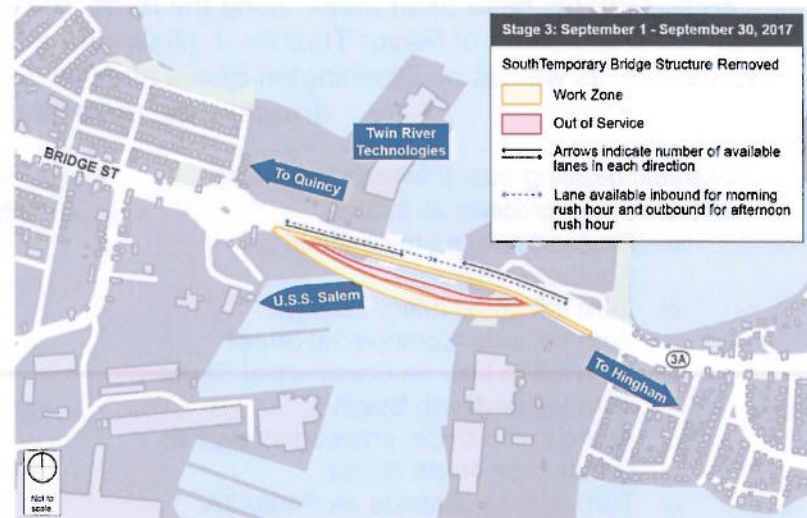 Stage 3: September 1 - September 30, 2017
SouthTemporary Bridge Structure Removed
Work Zone
Out of Service
Arrows indicate number of available
lanes in each direction
Lane available inbound for morning
rush hour and outbound for afternoon
rush hour
Twin River
Technologies
BRIDGE ST
To Quincy
U.S.S. Salem
3A
To Hingham
Not to
scale